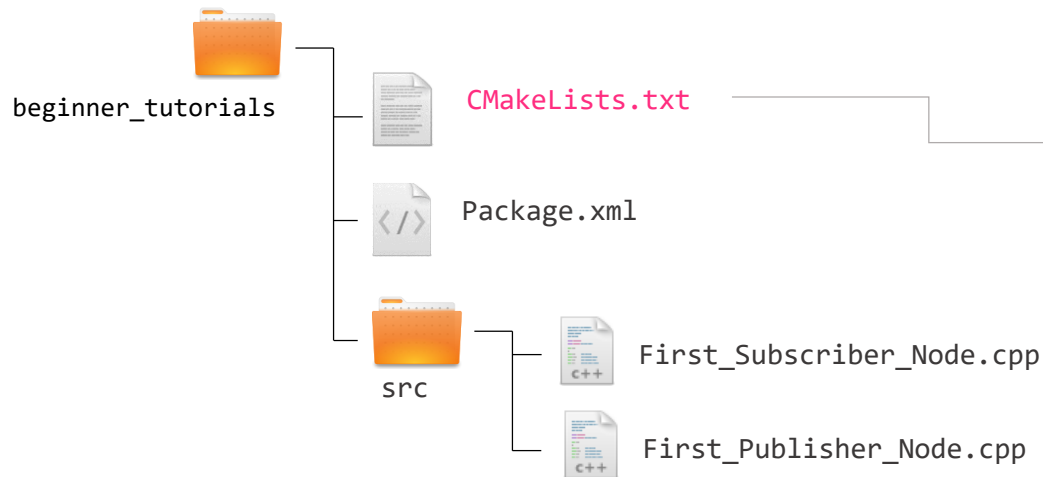 beginner_tutorials
CMakeLists.txt
</>
Package.xml
src
c++
First_Subscriber_Node.cpp
c++
First_Publisher_Node.cpp